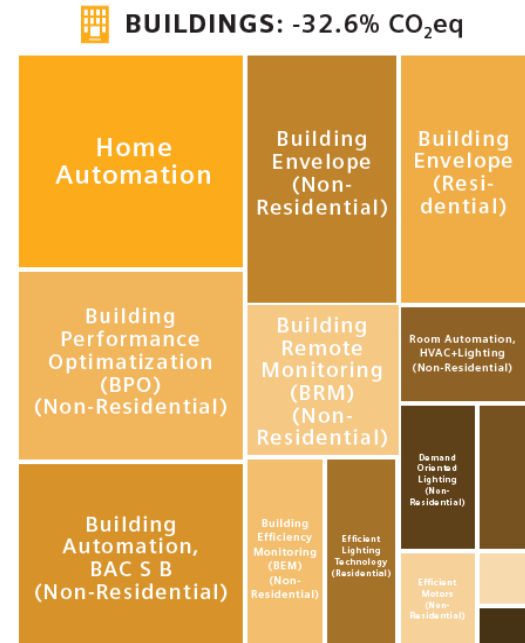 BUILDINGS: -32.6% CO₂eq
Home
Automation
Building
Envelope
(Non-
Residential)
Building
Envelope
(Resi-
dential)
Building
Performance
Optimatization
(BPO)
(Non-Residential)
Building
Remote
Monitoring
(BRM)
(Non-
Residential)
Room Automation,
HVAC+Lighting
(Non-Residential)
Demand
Oriented
Lighting
(Non-
Residential)
Building
Automation,
BAC S B
(Non-Residential)
Building
Efficiency
Monitoring
(BEM)
(Non-
Residential)
Efficient
Lighting
Technology
(Residential)
Efficient
Motors
(Non-
Residential)